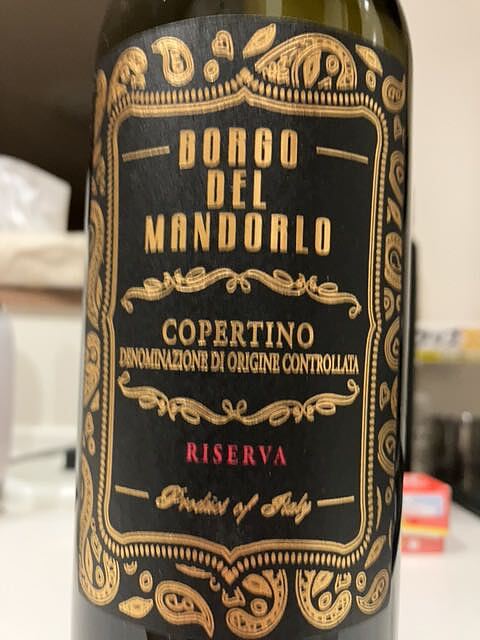 BORGO
DEL
MANDORLO
COPERTINO
DENOMINAZIONE DI ORIGINE CONTROLLATA
RISERVA
Product of Italy